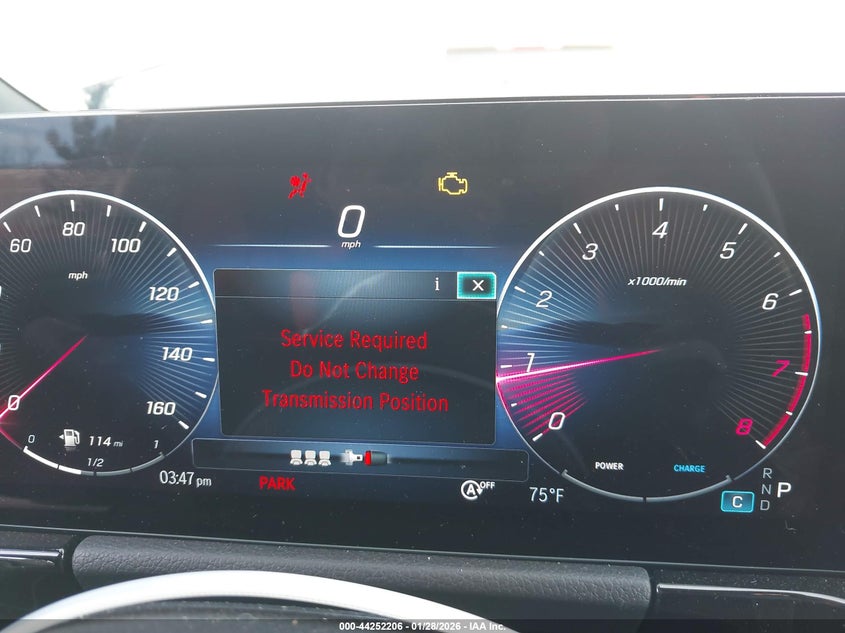 0
mph
60
80
100
120
140
160
0
mph
0
1/2
1
114 mi
i
X
Service Required
Do Not Change
Transmission Position
0
1
2
3
4
5
6
7
8
x1000/min
POWER
CHARGE
03:47 pm
PARK
A OFF
75°F
C
R
N
D
P
000-44252206 - 01/28/2026 - IAA Inc.